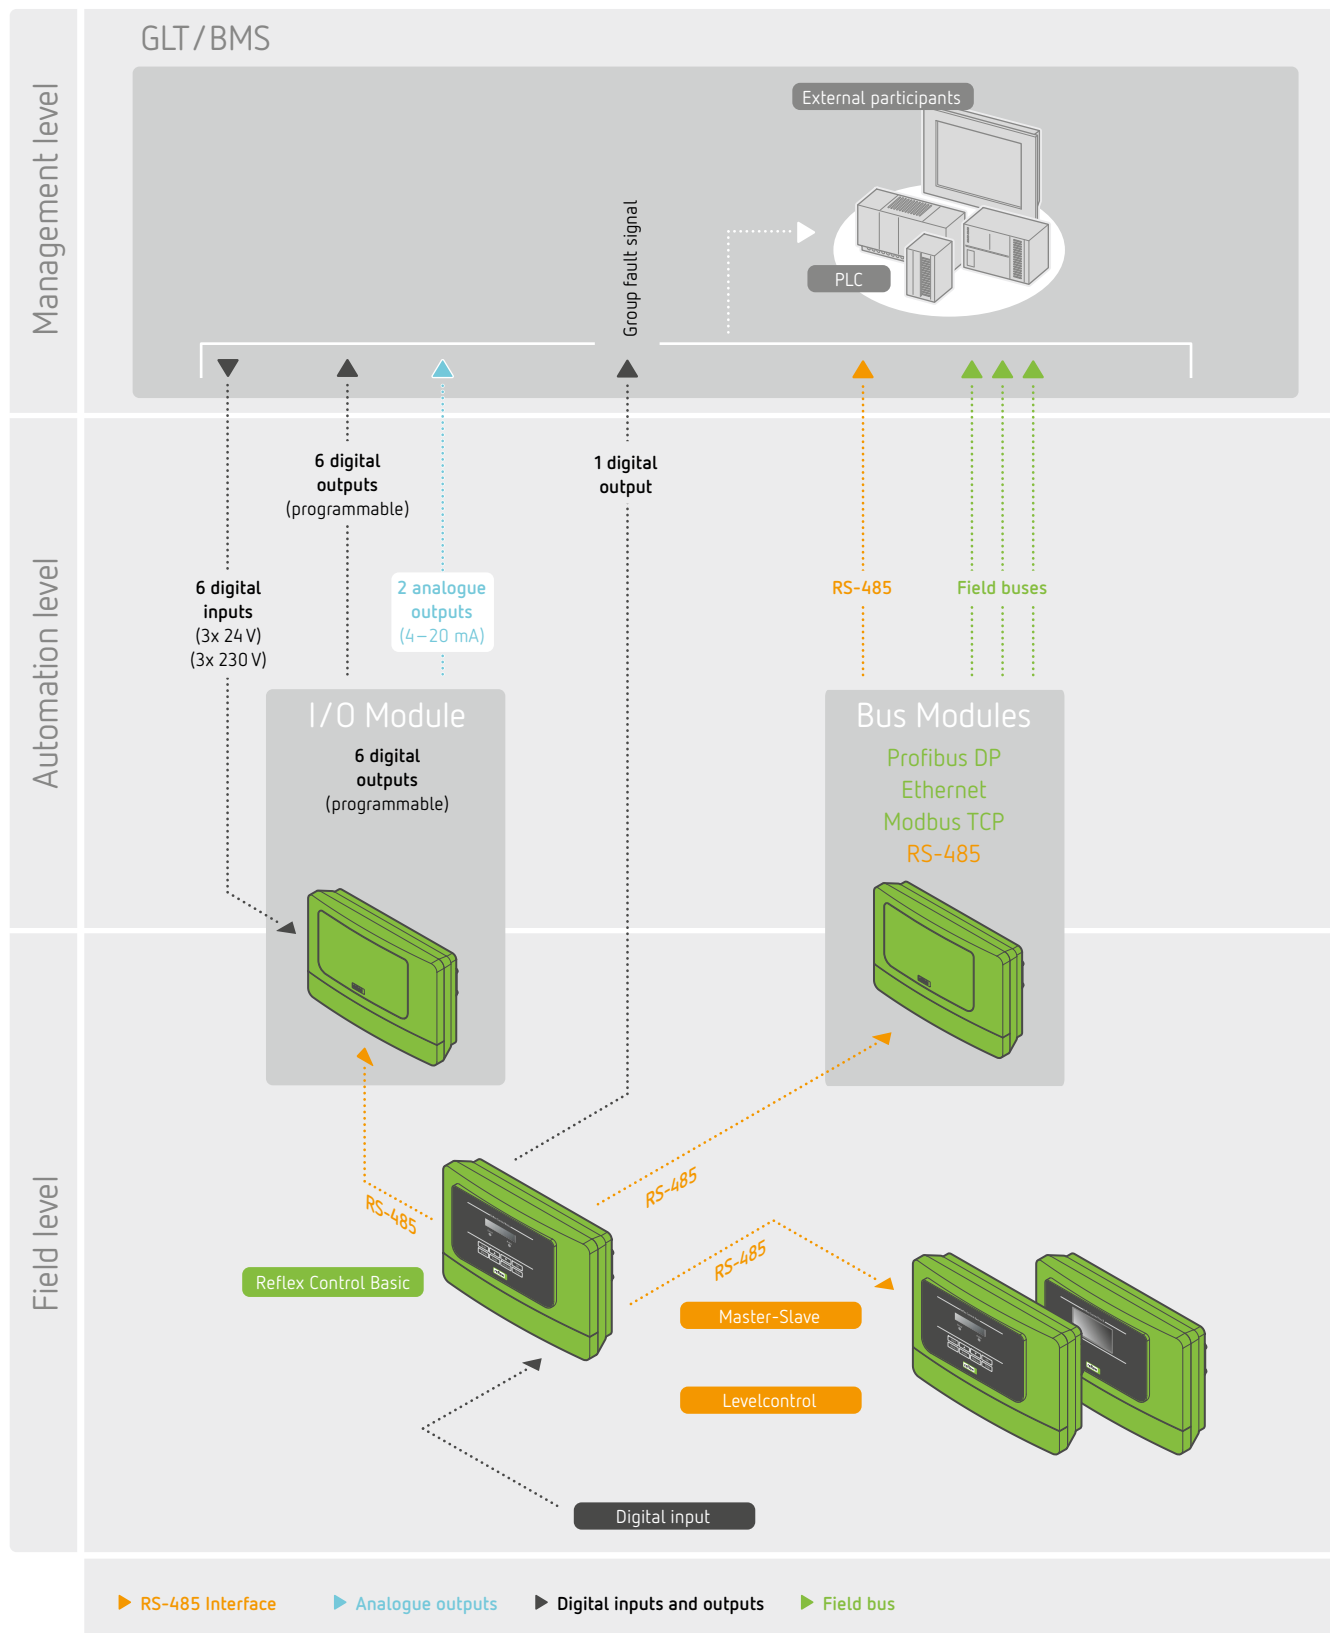 GLT/BMS
Management level
External participants
PLC
Group fault signal
Automation level
6 digital
outputs
(programmable)
1 digital
output
6 digital
inputs
(3x 24 V)
(3x 230 V)
2 analogue
outputs
(4–20 mA)
RS-485
Field buses
I/O Module
6 digital
outputs
(programmable)
Bus Modules
Profibus DP
Ethernet
Modbus TCP
RS-485
Field level
RS-485
RS-485
RS-485
Reflex Control Basic
Master-Slave
Levelcontrol
Digital input
RS-485 Interface
Analogue outputs
Digital inputs and outputs
Field bus